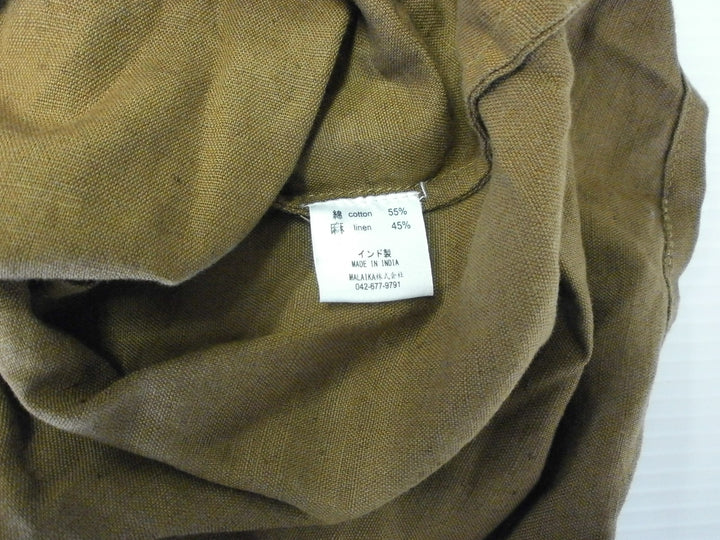 綿 cotton 55%
麻 linen 45%
インド製
MADE IN INDIA
MALAIKA株式会社
042-677-9791